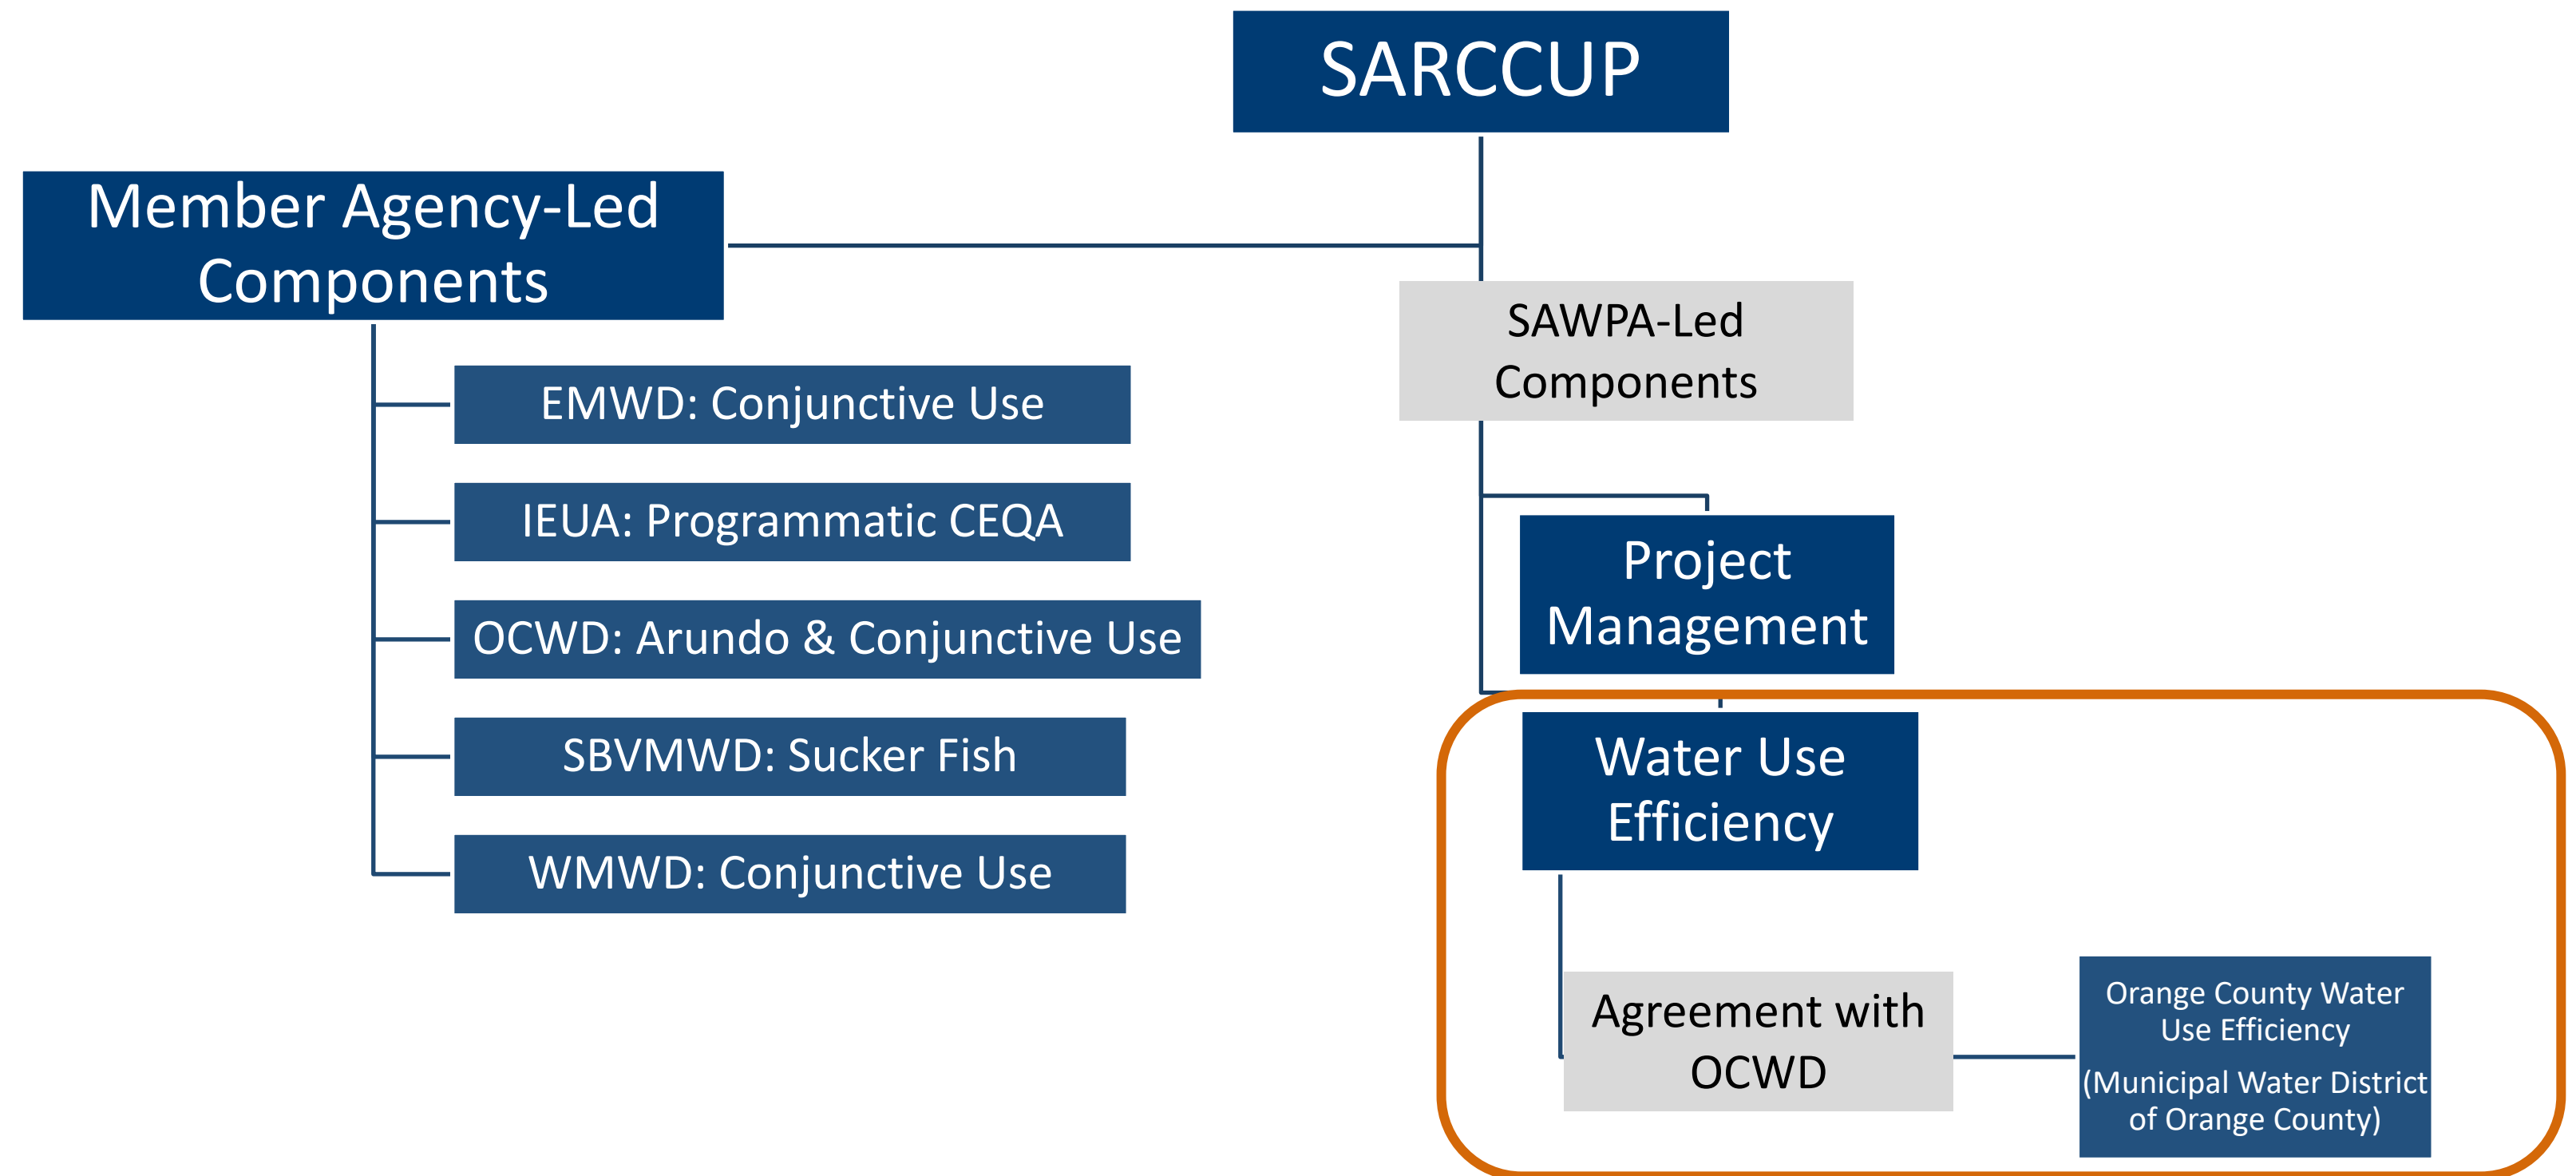 SARCCUP
Member Agency-Led
Components
EMWD: Conjunctive Use
IEUA: Programmatic CEQA
OCWD: Arundo & Conjunctive Use
SBVMWD: Sucker Fish
WMWD: Conjunctive Use
SAWPA-Led
Components
Project
Management
Water Use
Efficiency
Agreement with
OCWD
Orange County Water
Use Efficiency
(Municipal Water District
of Orange County)